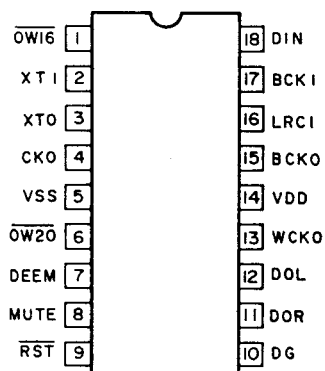 OW16 1 18 DIN
XTI 2 17 BCKI
XTO 3 16 LRCI
CKO 4 15 BCKO
VSS 5 14 VDD
OW20 6 13 WCKO
DEEM 7 12 DOL
MUTE 8 11 DOR
RST 9 10 DG